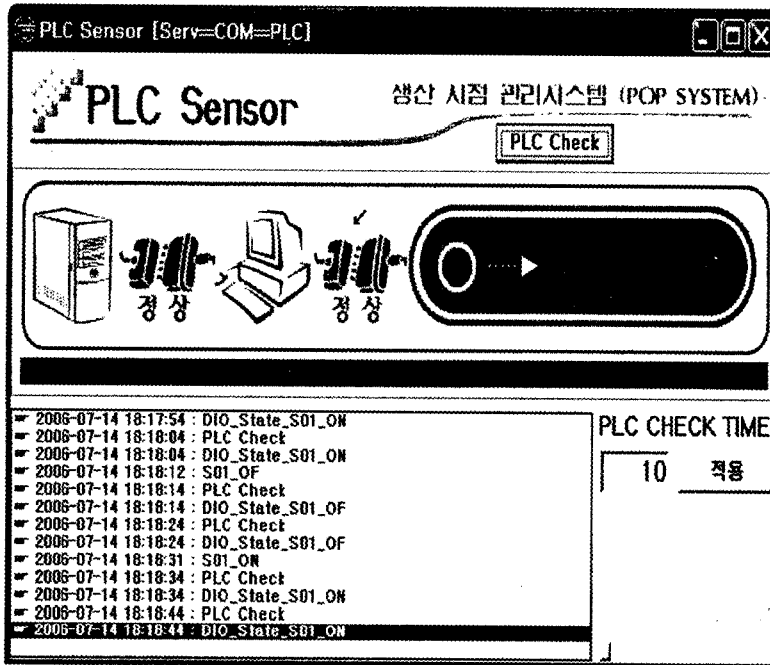 PLC Sensor [Serv=COM=PLC]
PLC Sensor
생산 시점 관리시스템 (POP SYSTEM)
PLC Check
정상
정상
2006-07-14 18:17:54 : DIO_State_S01_ON
2006-07-14 18:18:04 : PLC Check
2006-07-14 18:18:04 : DIO_State_S01_ON
2006-07-14 18:18:12 : S01_OF
2006-07-14 18:18:14 : PLC Check
2006-07-14 18:18:14 : DIO_State_S01_OF
2006-07-14 18:18:24 : PLC Check
2006-07-14 18:18:24 : DIO_State_S01_OF
2006-07-14 18:18:31 : S01_ON
2006-07-14 18:18:34 : PLC Check
2006-07-14 18:18:34 : DIO_State_S01_ON
2006-07-14 18:18:44 : PLC Check
2006-07-14 18:18:44 : DIO_State_S01_ON
PLC CHECK TIME
10 적용